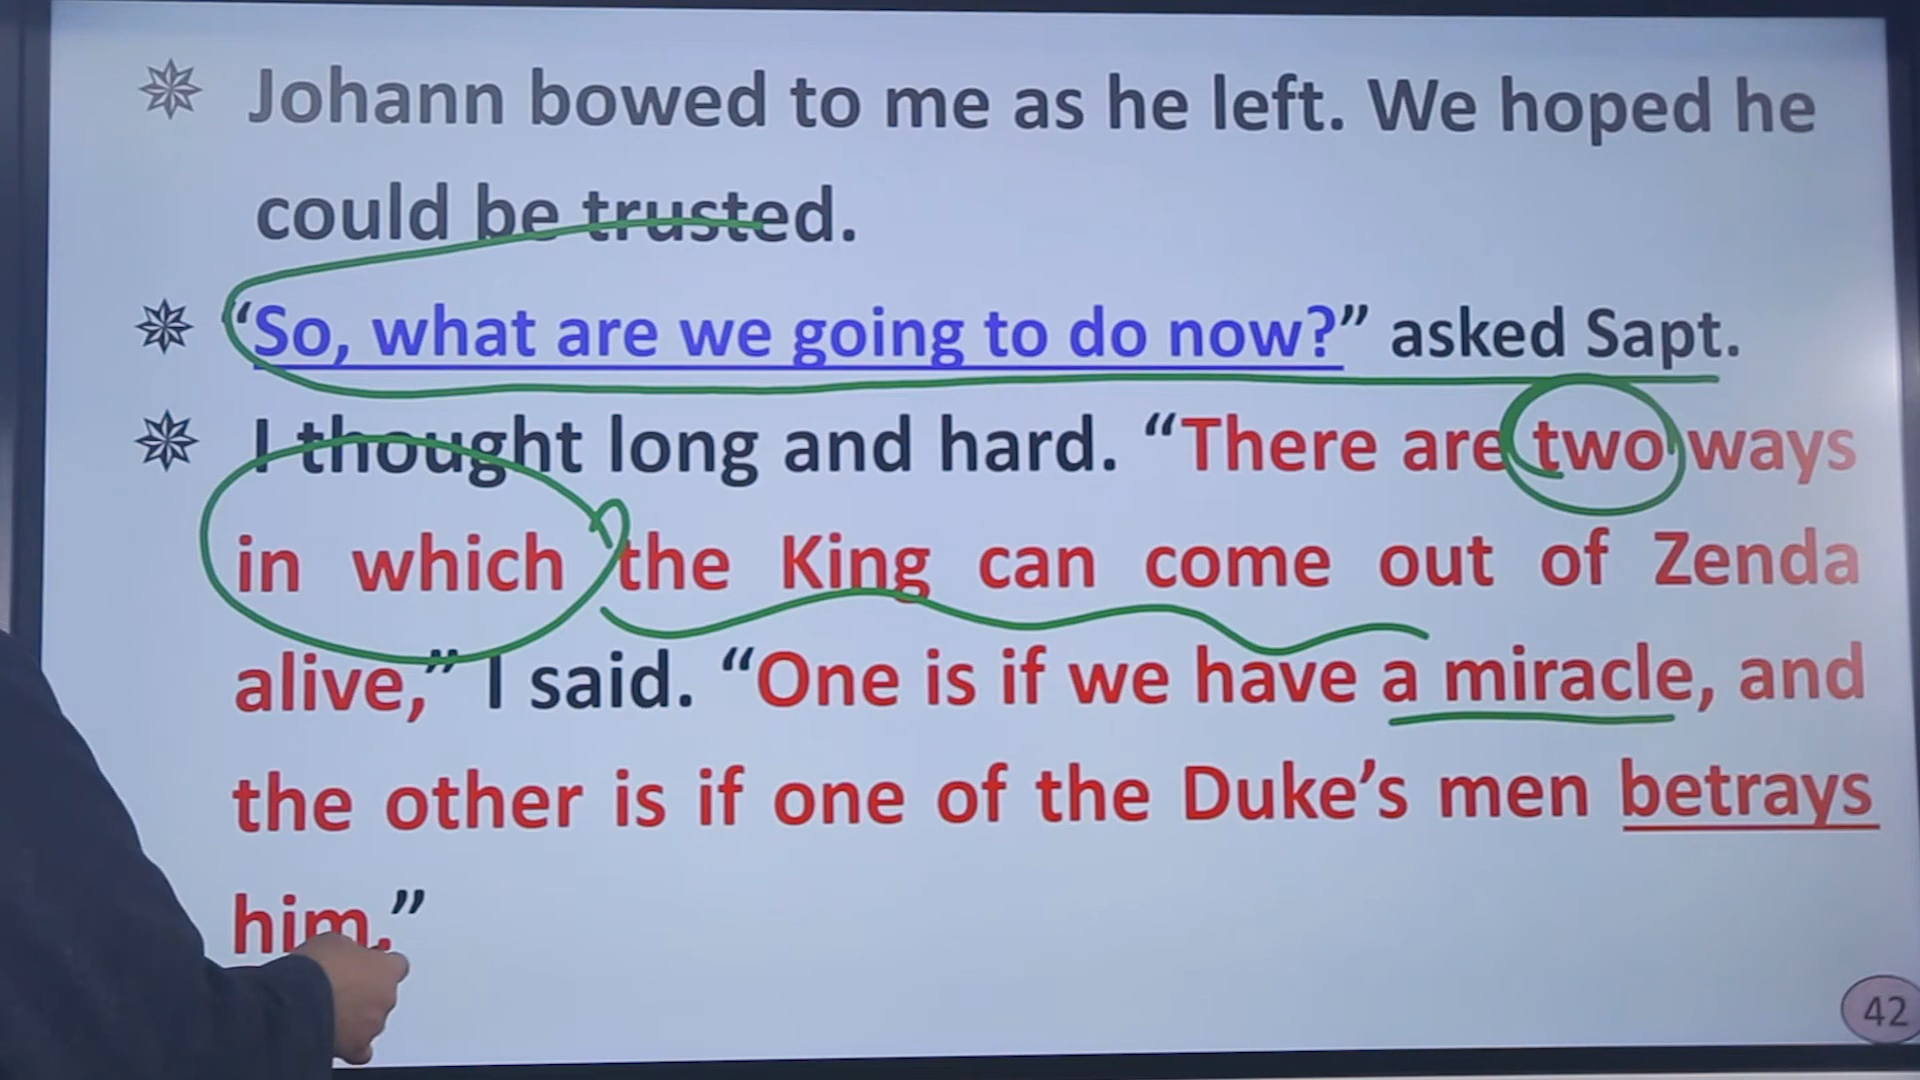 Johann bowed to me as he left. We hoped he
could be trusted.
“So, what are we going to do now?” asked Sapt.
I thought long and hard. “There are two ways
in which the King can come out of Zenda
alive,” I said. “One is if we have a miracle, and
the other is if one of the Duke’s men betrays
him.”
42